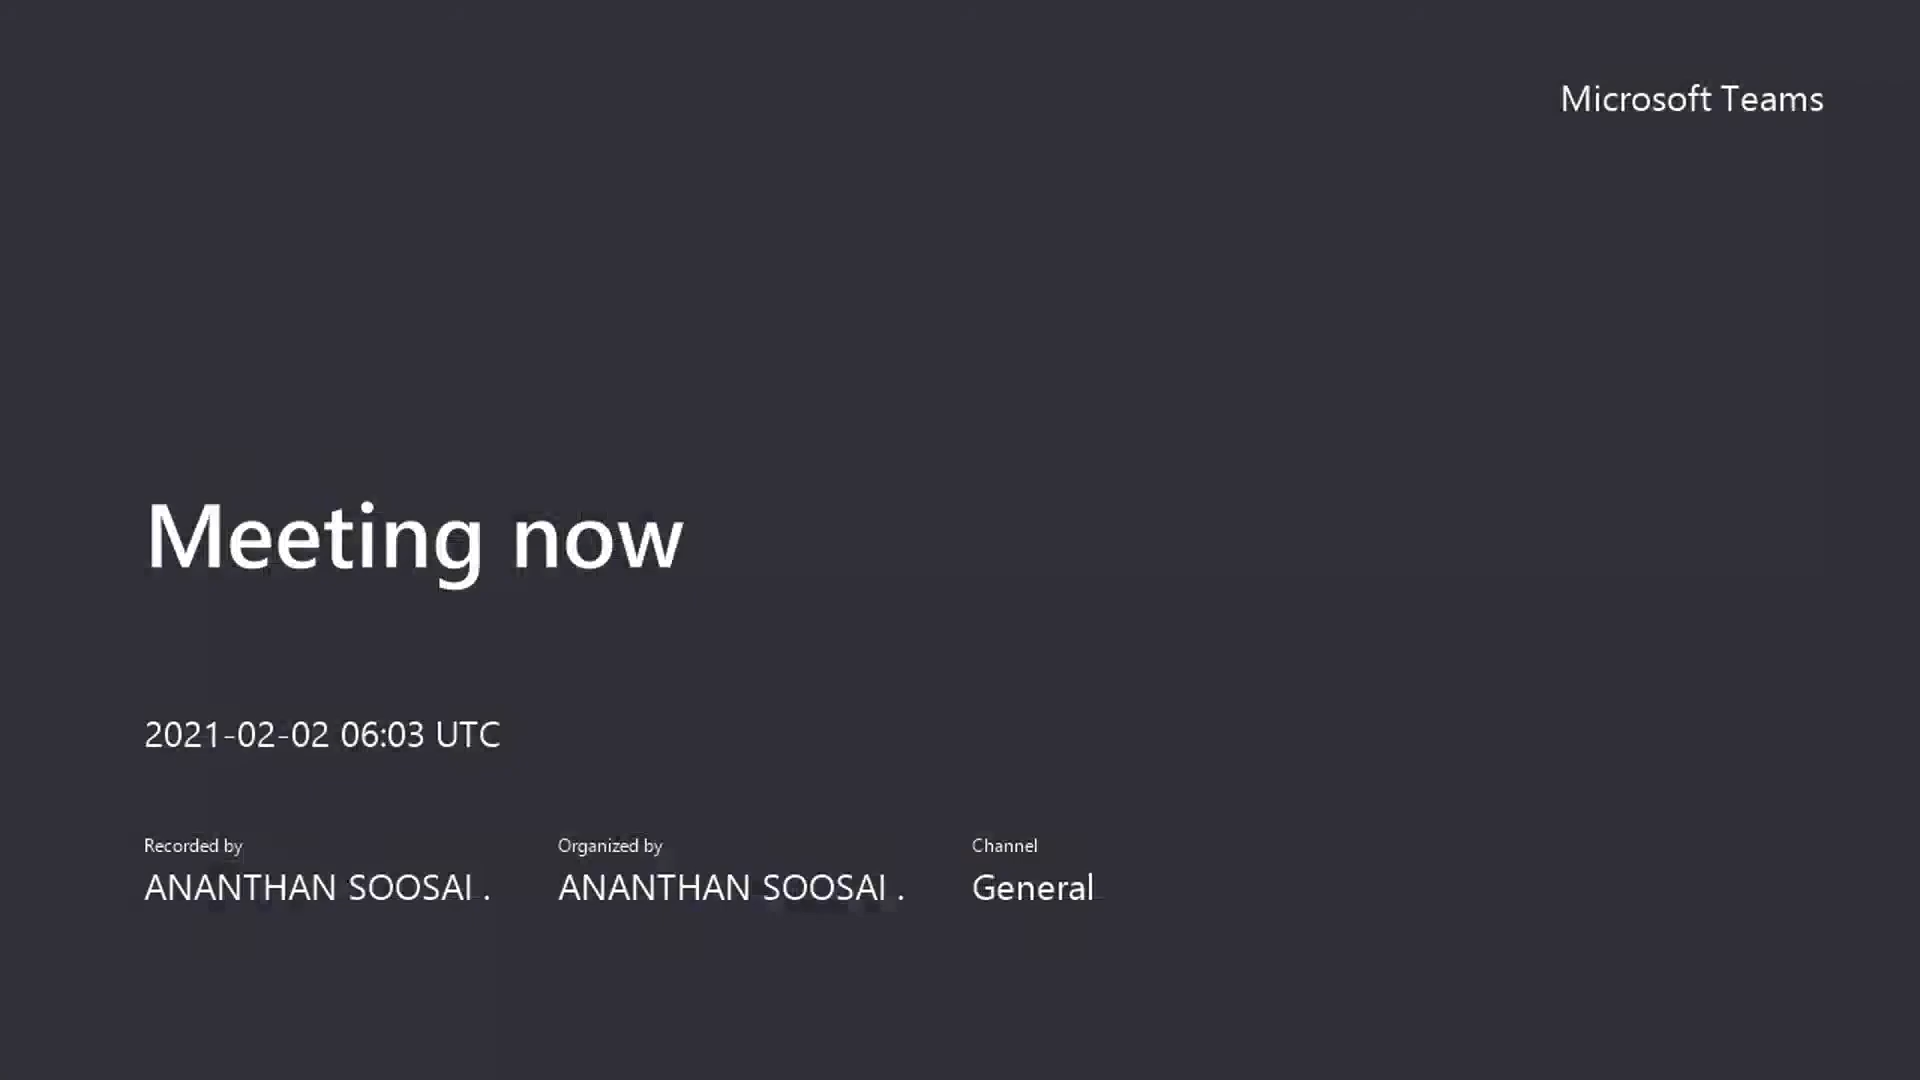 Microsoft Teams
Meeting now
2021-02-02 06:03 UTC
Recorded by
ANANTHAN SOOSAI .
Organized by
ANANTHAN SOOSAI .
Channel
General